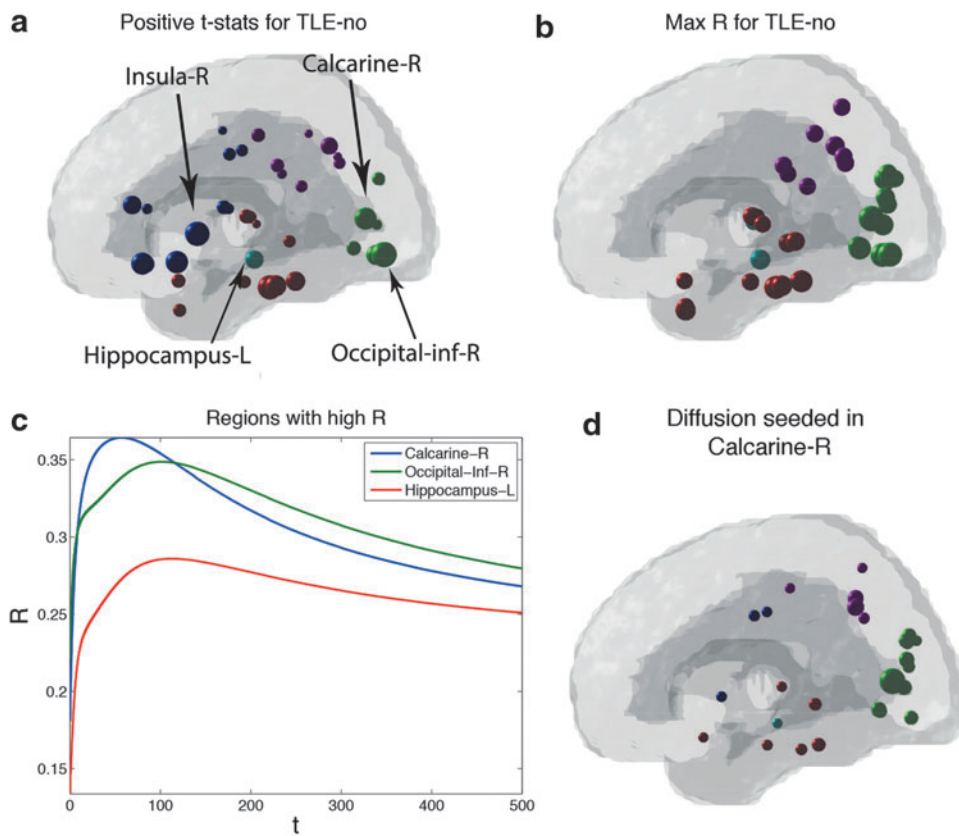 a
Positive t-stats for TLE-no
Insula-R
Calcarine-R
Hippocampus-L
Occipital-inf-R
b
Max R for TLE-no
c
Regions with high R
Calcarine-R
Occipital-Inf-R
Hippocampus-L
R
0.35
0.3
0.25
0.2
0.15
0
100
200
300
400
500
t
d
Diffusion seeded in
Calcarine-R